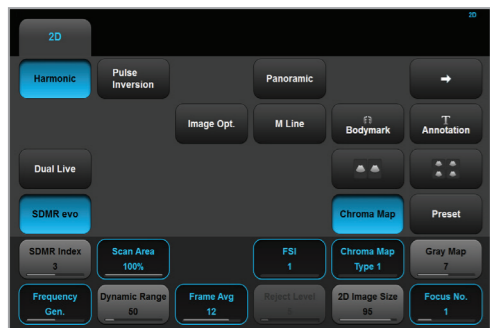 2D
2D
Harmonic
Pulse
Inversion
Panoramic
Image Opt.
M Line
Bodymark
T
Annotation
Dual Live
SDMR evo
Chroma Map
Preset
SDMR Index
3
Scan Area
100%
FSI
1
Chroma Map
Type 1
Gray Map
7
Frequency
Gen.
Dynamic Range
50
Frame Avg
12
Reject Level
2D Image Size
95
Focus No.
1